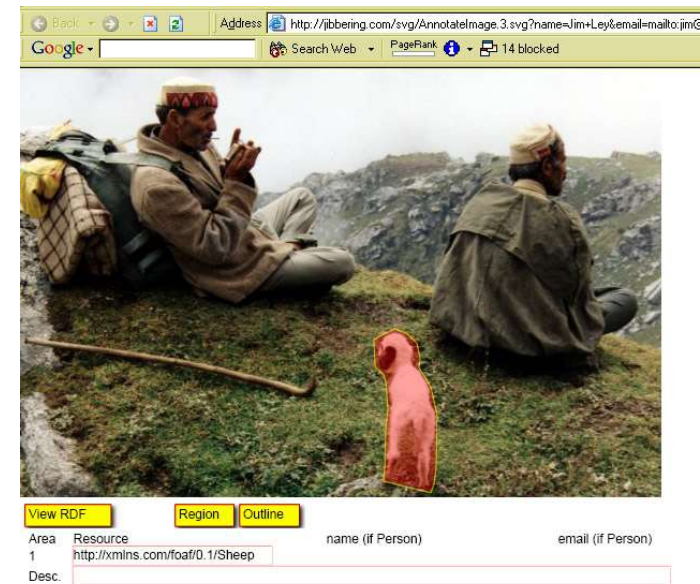 Back Address http://jibbering.com/svg/AnnotateImage.3.svg?name=Jim+Ley&email=mailto:jim@
Google Search Web PageRank 14 blocked
View RDF Region Outline
Area Resource name (if Person) email (if Person)
1 http://xmlns.com/foaf/0.1/Sheep
Desc.